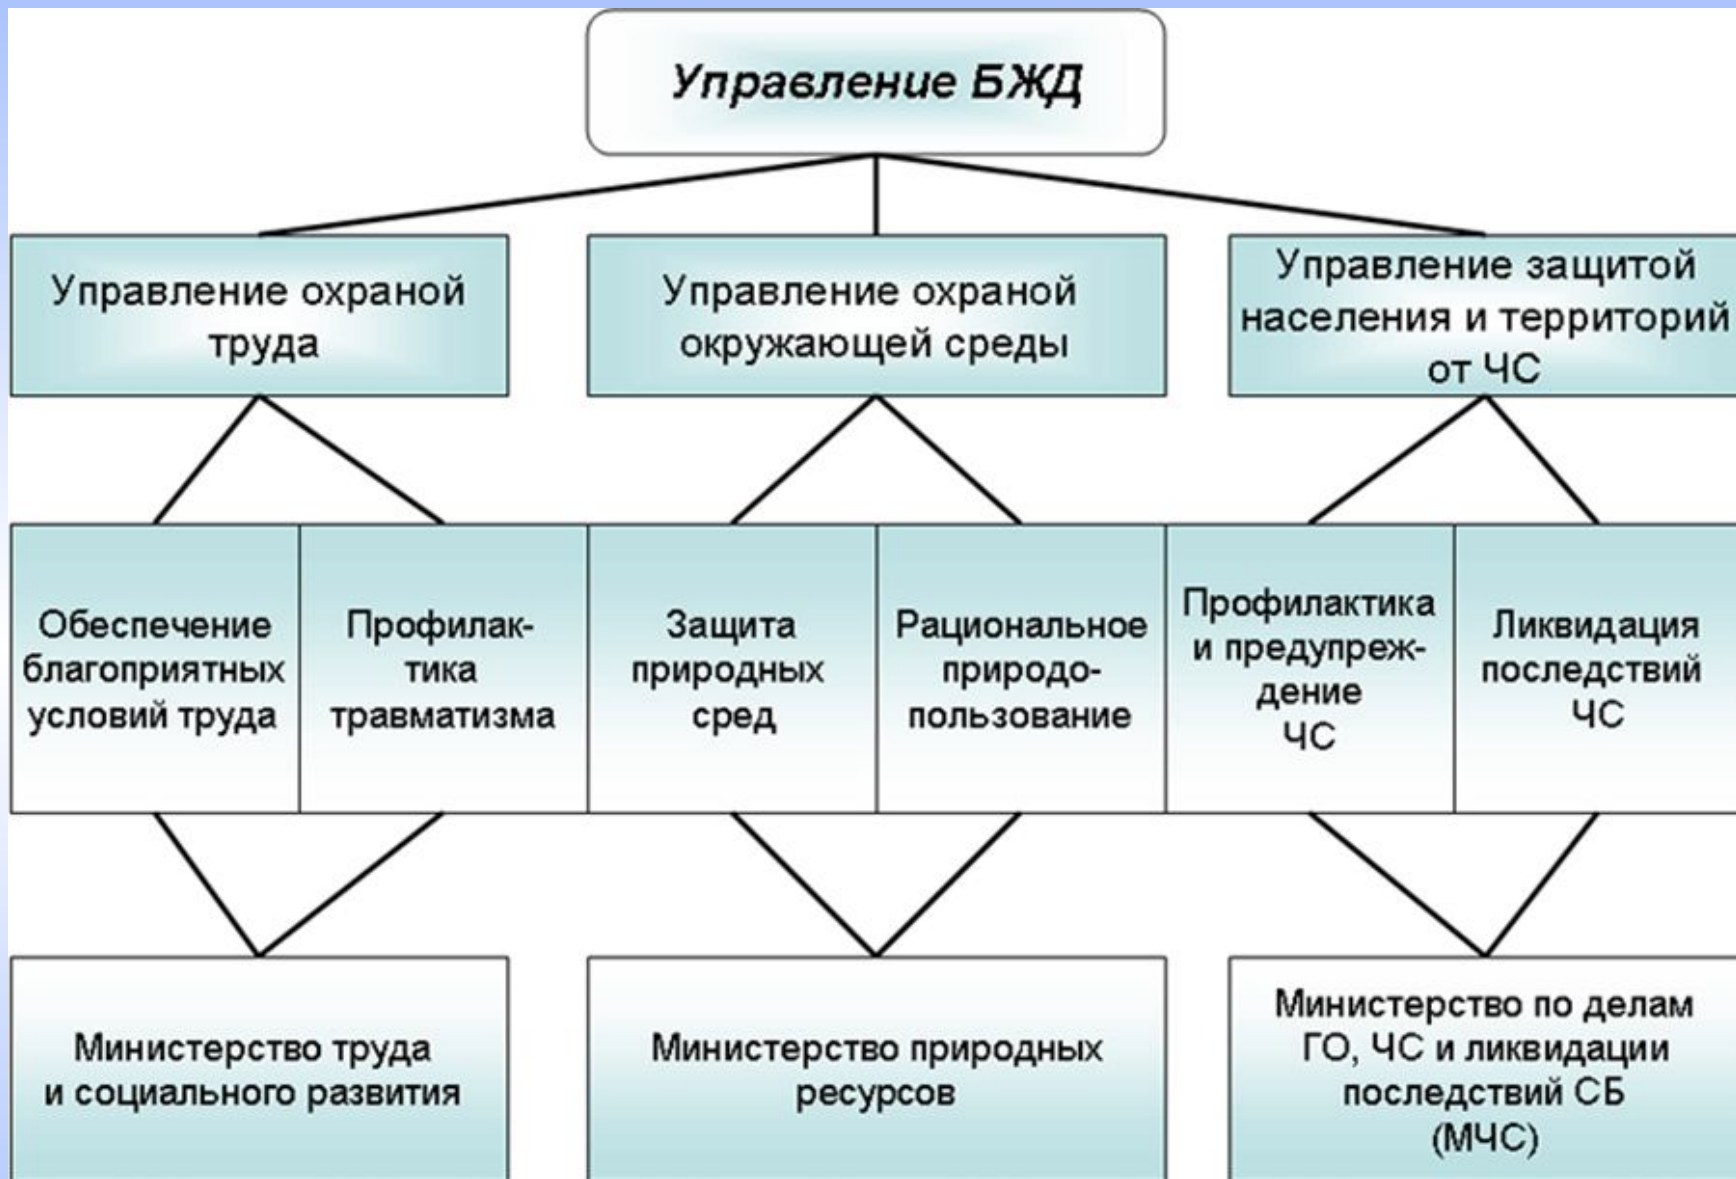 Управление БЖД
Управление охраной
труда
Управление охраной
окружающей среды
Управление защитой
населения и территорий
от ЧС
Обеспечение
благоприятных
условий труда
Профилак-
тика
травматизма
Защита
природных
сред
Рациональное
природо-
пользование
Профилактика
и предупреж-
дение
ЧС
Ликвидация
последствий
ЧС
Министерство труда
и социального развития
Министерство природных
ресурсов
Министерство по делам
ГО, ЧС и ликвидации
последствий СБ
(МЧС)